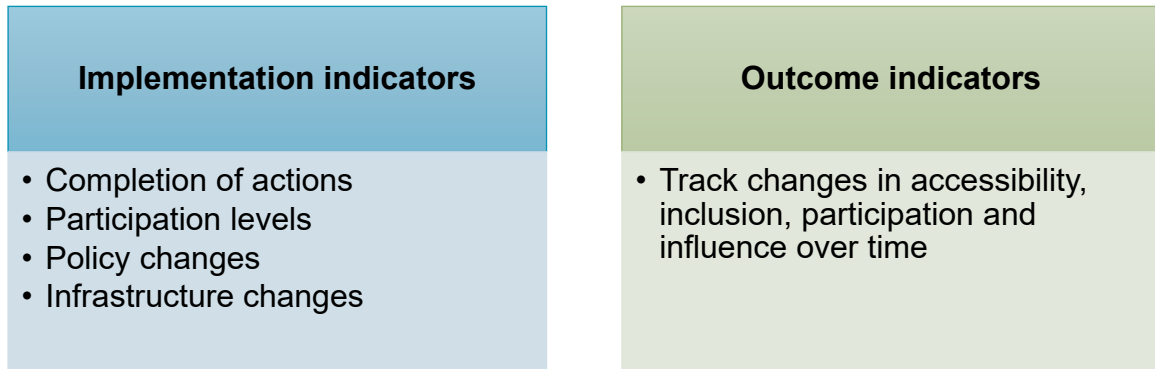 Implementation indicators
• Completion of actions
• Participation levels
• Policy changes
• Infrastructure changes
Outcome indicators
• Track changes in accessibility,
inclusion, participation and
influence over time